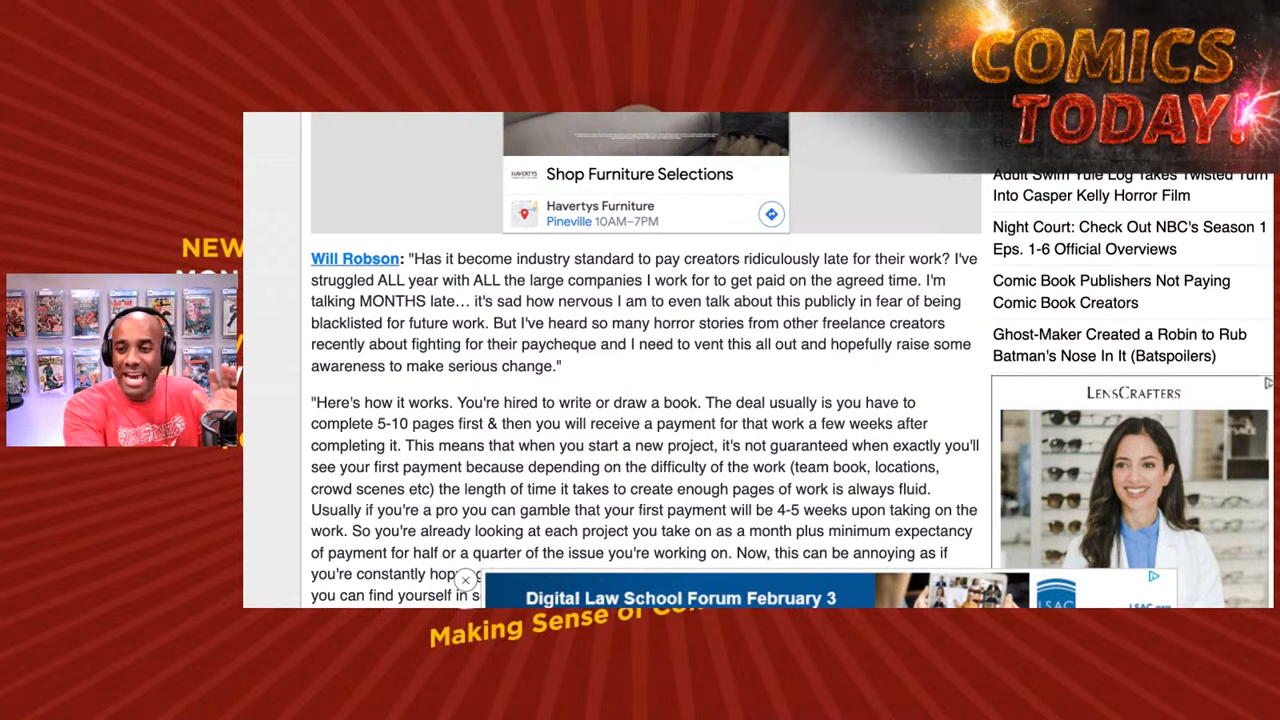 COMICS
TODAY!
HAVERTYS
Shop Furniture Selections
Havertys Furniture
Pineville 10AM–7PM
Adult Swim Yule Log Takes Twisted Turn
Into Casper Kelly Horror Film
Night Court: Check Out NBC's Season 1
Eps. 1-6 Official Overviews
Comic Book Publishers Not Paying
Comic Book Creators
Ghost-Maker Created a Robin to Rub
Batman's Nose In It (Batspoilers)
LENSCRAFTERS
NEW
Will Robson: "Has it become industry standard to pay creators ridiculously late for their work? I've
struggled ALL year with ALL the large companies I work for to get paid on the agreed time. I'm
talking MONTHS late… it's sad how nervous I am to even talk about this publicly in fear of being
blacklisted for future work. But I've heard so many horror stories from other freelance creators
recently about fighting for their paycheque and I need to vent this all out and hopefully raise some
awareness to make serious change."
"Here's how it works. You're hired to write or draw a book. The deal usually is you have to
complete 5-10 pages first & then you will receive a payment for that work a few weeks after
completing it. This means that when you start a new project, it's not guaranteed when exactly you'll
see your first payment because depending on the difficulty of the work (team book, locations,
crowd scenes etc) the length of time it takes to create enough pages of work is always fluid.
Usually if you're a pro you can gamble that your first payment will be 4-5 weeks upon taking on the
work. So you're already looking at each project you take on as a month plus minimum expectancy
of payment for half or a quarter of the issue you're working on. Now, this can be annoying as if
you're constantly hop
you can find yourself in s
Digital Law School Forum February 3
LSAC
LSAC.org
Making Sense of Co